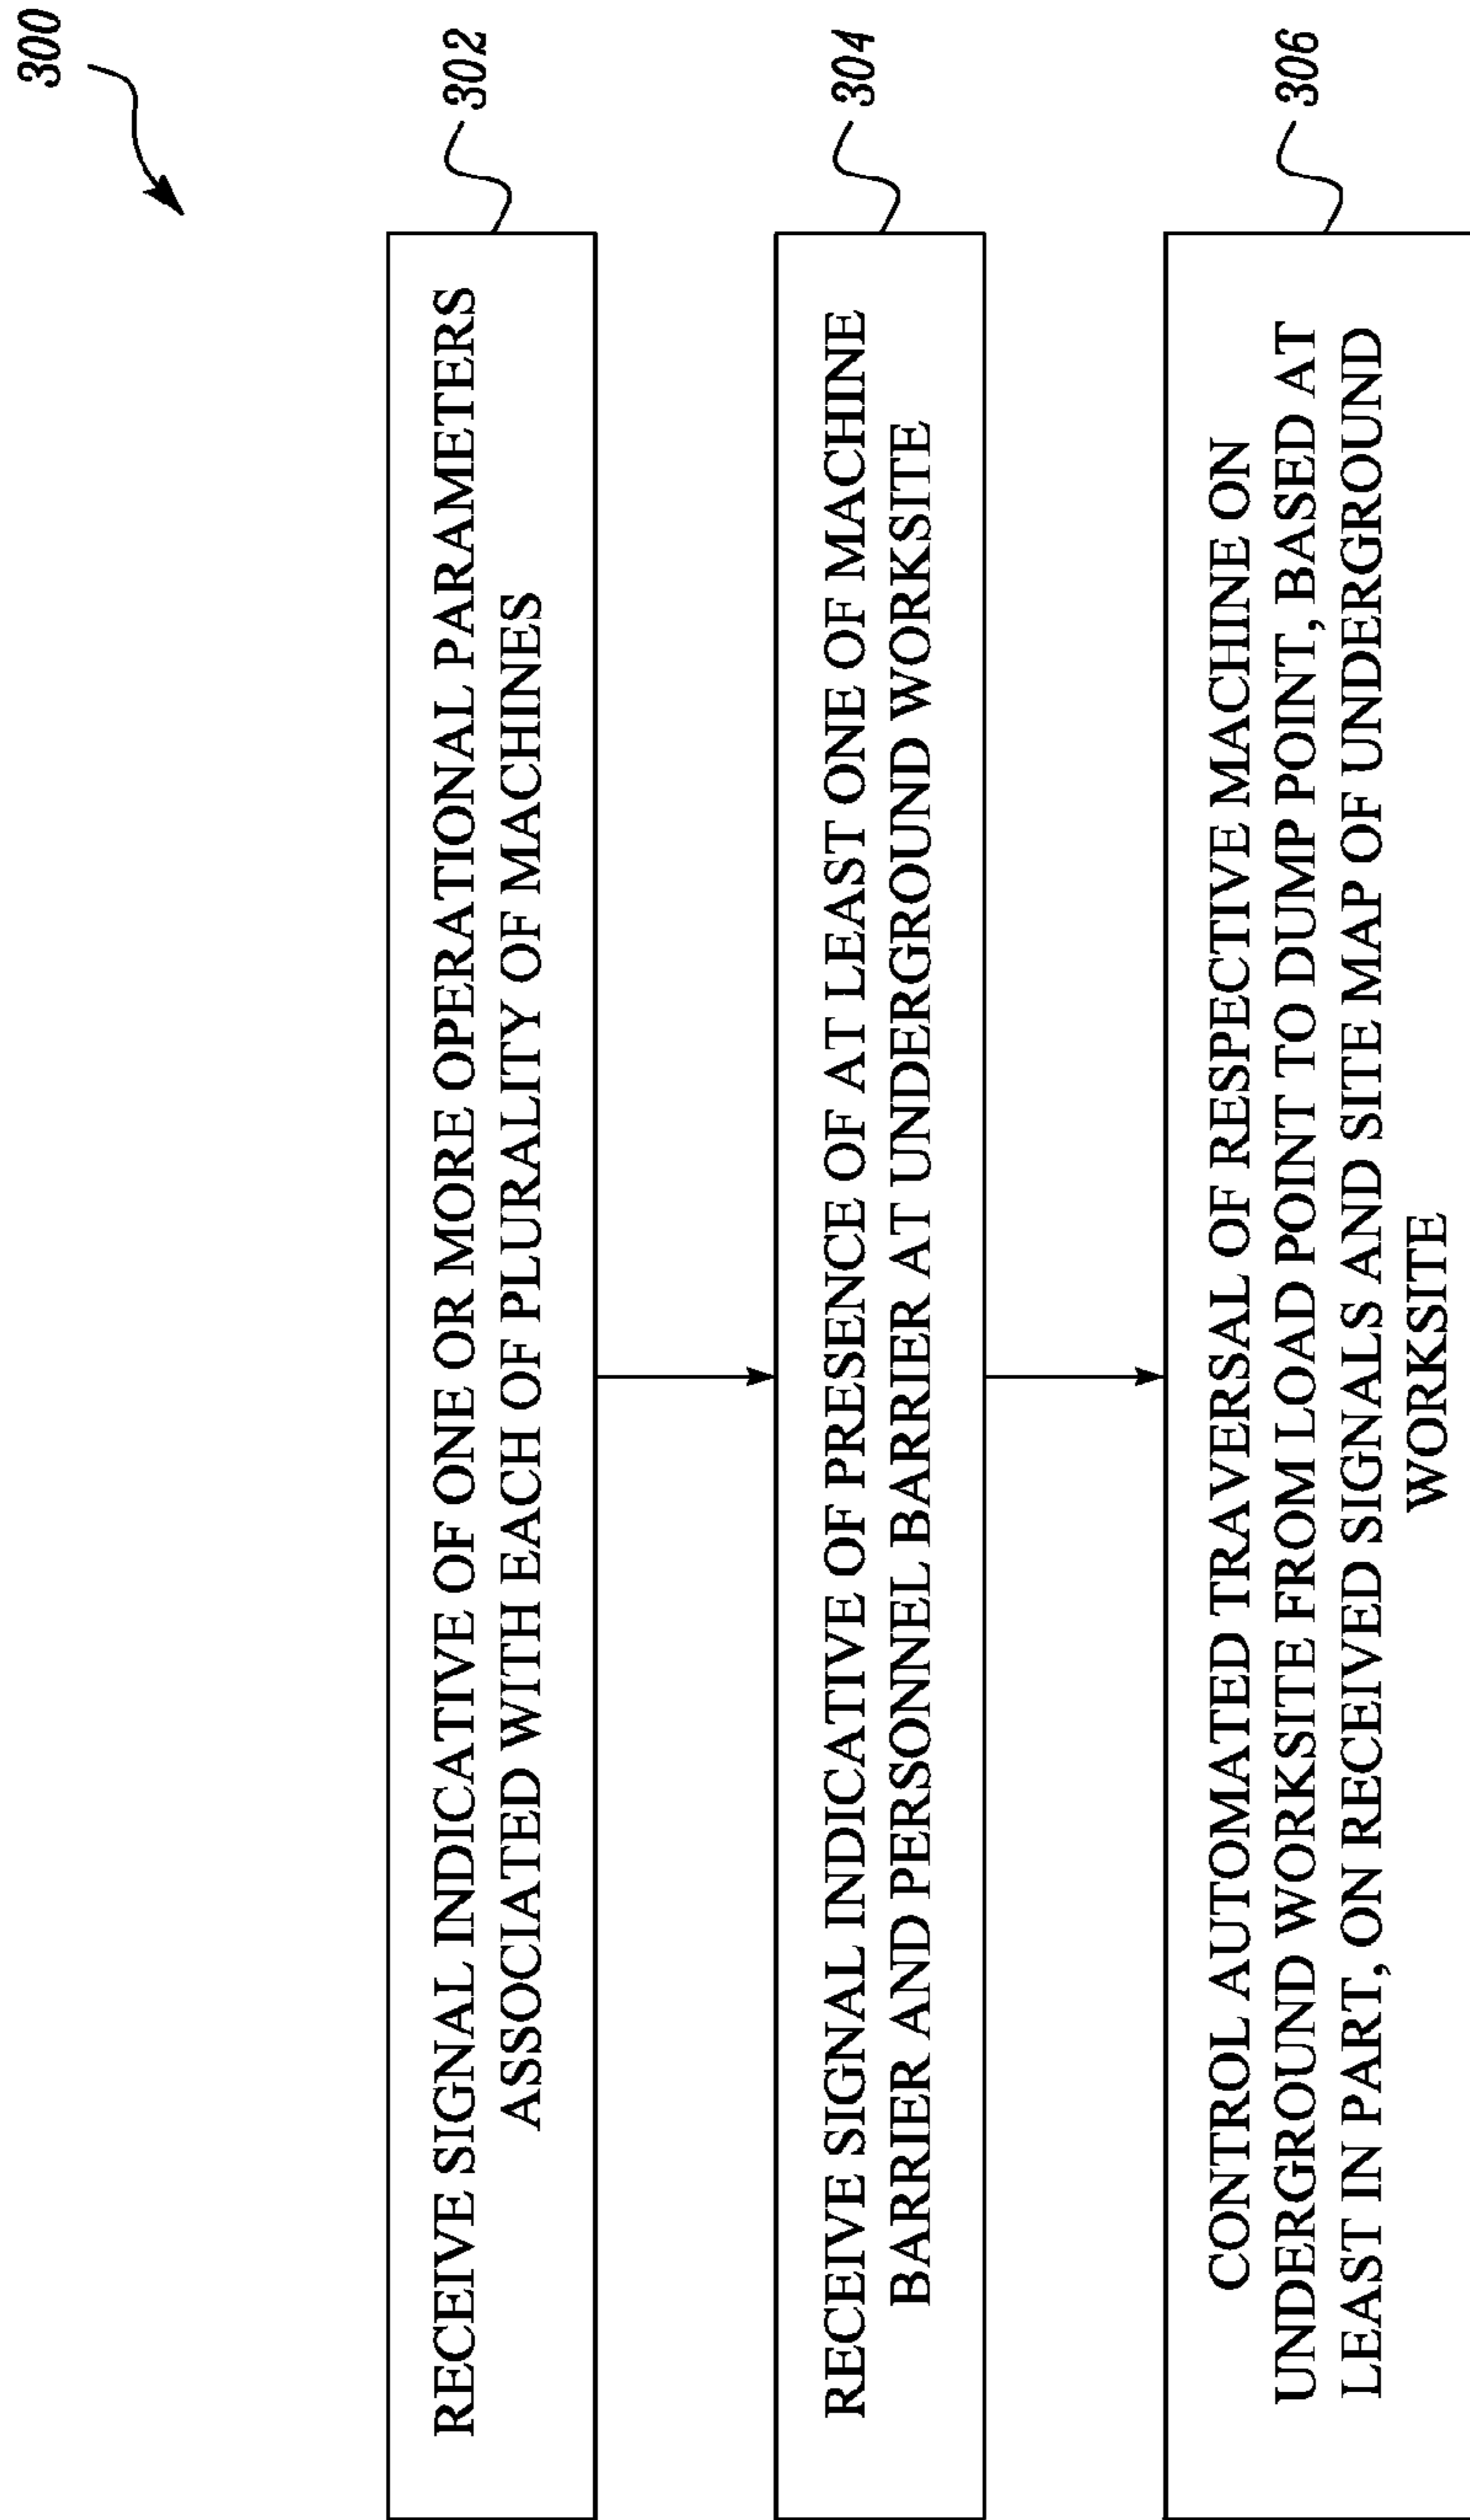 300
302
RECEIVE SIGNAL INDICATIVE OF ONE OR MORE OPERATIONAL PARAMETERS
ASSOCIATED WITH EACH OF PLURALITY OF MACHINES
304
RECEIVE SIGNAL INDICATIVE OF PRESENCE OF AT LEAST ONE OF MACHINE
BARRIER AND PERSONNEL BARRIER AT UNDERGROUND WORKSITE
306
CONTROL AUTOMATED TRAVERSAL OF RESPECTIVE MACHINE ON
UNDERGROUND WORKSITE FROM LOAD POINT TO DUMP POINT, BASED AT
LEAST IN PART, ON RECEIVED SIGNALS AND SITE MAP OF UNDERGROUND
WORKSITE